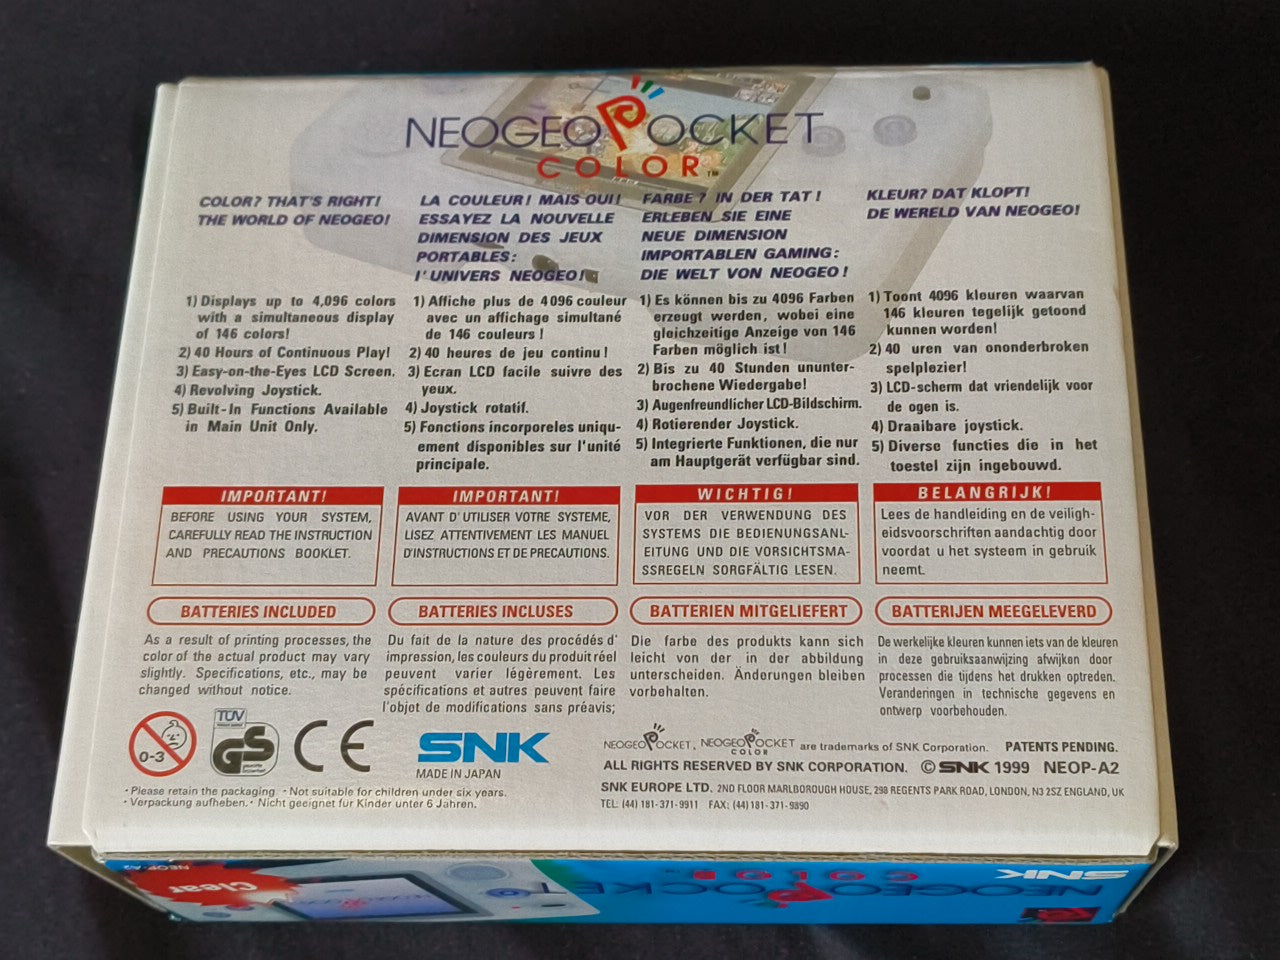 NEOGEO POCKET
COLOR™
COLOR? THAT'S RIGHT!
THE WORLD OF NEOGEO!
1) Displays up to 4,096 colors
with a simultaneous display
of 146 colors!
2) 40 Hours of Continuous Play!
3) Easy-on-the-Eyes LCD Screen.
4) Revolving Joystick.
5) Built-In Functions Available
in Main Unit Only.
LA COULEUR! MAIS OUI!
ESSAYEZ LA NOUVELLE
DIMENSION DES JEUX
PORTABLES:
l'UNIVERS NEOGEO!
1) Affiche plus de 4096 couleur
avec un affichage simultané
de 146 couleurs !
2) 40 heures de jeu continu !
3) Ecran LCD facile suivre des
yeux.
4) Joystick rotatif.
5) Fonctions incorporeles uniqu-
ement disponibles sur l'unité
principale.
FARBE? IN DER TAT!
ERLEBEN SIE EINE
NEUE DIMENSION
IMPORTABLEN GAMING:
DIE WELT VON NEOGEO!
1) Es können bis zu 4096 Farben
erzeugt werden, wobei eine
gleichzeitige Anzeige von 146
Farben möglich ist !
2) Bis zu 40 Stunden ununter-
brochene Wiedergabe!
3) Augenfreundlicher LCD-Bildschirm.
4) Rotierender Joystick.
5) Integrierte Funktionen, die nur
am Hauptgerät verfügbar sind.
KLEUR? DAT KLOPT!
DE WERELD VAN NEOGEO!
1) Toont 4096 kleuren waarvan
146 kleuren tegelijk getoond
kunnen worden!
2) 40 uren van ononderbroken
spelplezier!
3) LCD-scherm dat vriendelijk voor
de ogen is.
4) Draaibare joystick.
5) Diverse functies die in het
toestel zijn ingebouwd.
IMPORTANT!
BEFORE USING YOUR SYSTEM,
CAREFULLY READ THE INSTRUCTION
AND PRECAUTIONS BOOKLET.
IMPORTANT!
AVANT D'UTILISER VOTRE SYSTEME,
LISEZ ATTENTIVEMENT LES MANUEL
D'INSTRUCTIONS ET DE PRECAUTIONS.
WICHTIG!
VOR DER VERWENDUNG DES
SYSTEMS DIE BEDIENUNGSANL-
EITUNG UND DIE VORSICHTSMA-
SSREGELN SORGFÄLTIG LESEN.
BELANGRIJK!
Lees de handleiding en de veiligh-
eidsvoorschriften aandachtig door
voordat u het systeem in gebruik
neemt.
BATTERIES INCLUDED
BATTERIES INCLUSES
BATTERIEN MITGELIEFERT
BATTERIJEN MEEGELEVERD
As a result of printing processes, the
color of the actual product may vary
slightly. Specifications, etc., may be
changed without notice.
Du fait de la nature des procédés d'
impression, les couleurs du produit réel
peuvent varier légèrement. Les
spécifications et autres peuvent faire
l'objet de modifications sans préavis;
Die farbe des produkts kann sich
leicht von der in der abbildung
unterscheiden. Änderungen bleiben
vorbehalten.
De werkelijke kleuren kunnen iets van de kleuren
in deze gebruiksaanwijzing afwijken door
processen die tijdens het drukken optreden.
Veranderingen in technische gegevens en
ontwerp voorbehouden.
0-3
TÜV
GS
CE
SNK
MADE IN JAPAN
NEOGEO POCKET, NEOGEO POCKET COLOR are trademarks of SNK Corporation. PATENTS PENDING.
ALL RIGHTS RESERVED BY SNK CORPORATION. © SNK 1999 NEOP-A2
SNK EUROPE LTD. 2ND FLOOR MARLBOROUGH HOUSE, 298 REGENTS PARK ROAD, LONDON, N3 2SZ ENGLAND, UK
TEL: (44) 181-371-9911 FAX: (44) 181-371-9890
· Please retain the packaging. · Not suitable for children under six years.
· Verpackung aufheben. · Nicht geeignet für Kinder unter 6 Jahren.
NEOP-A2
Clear
SNK
NEOGEO POCKET
COLOR